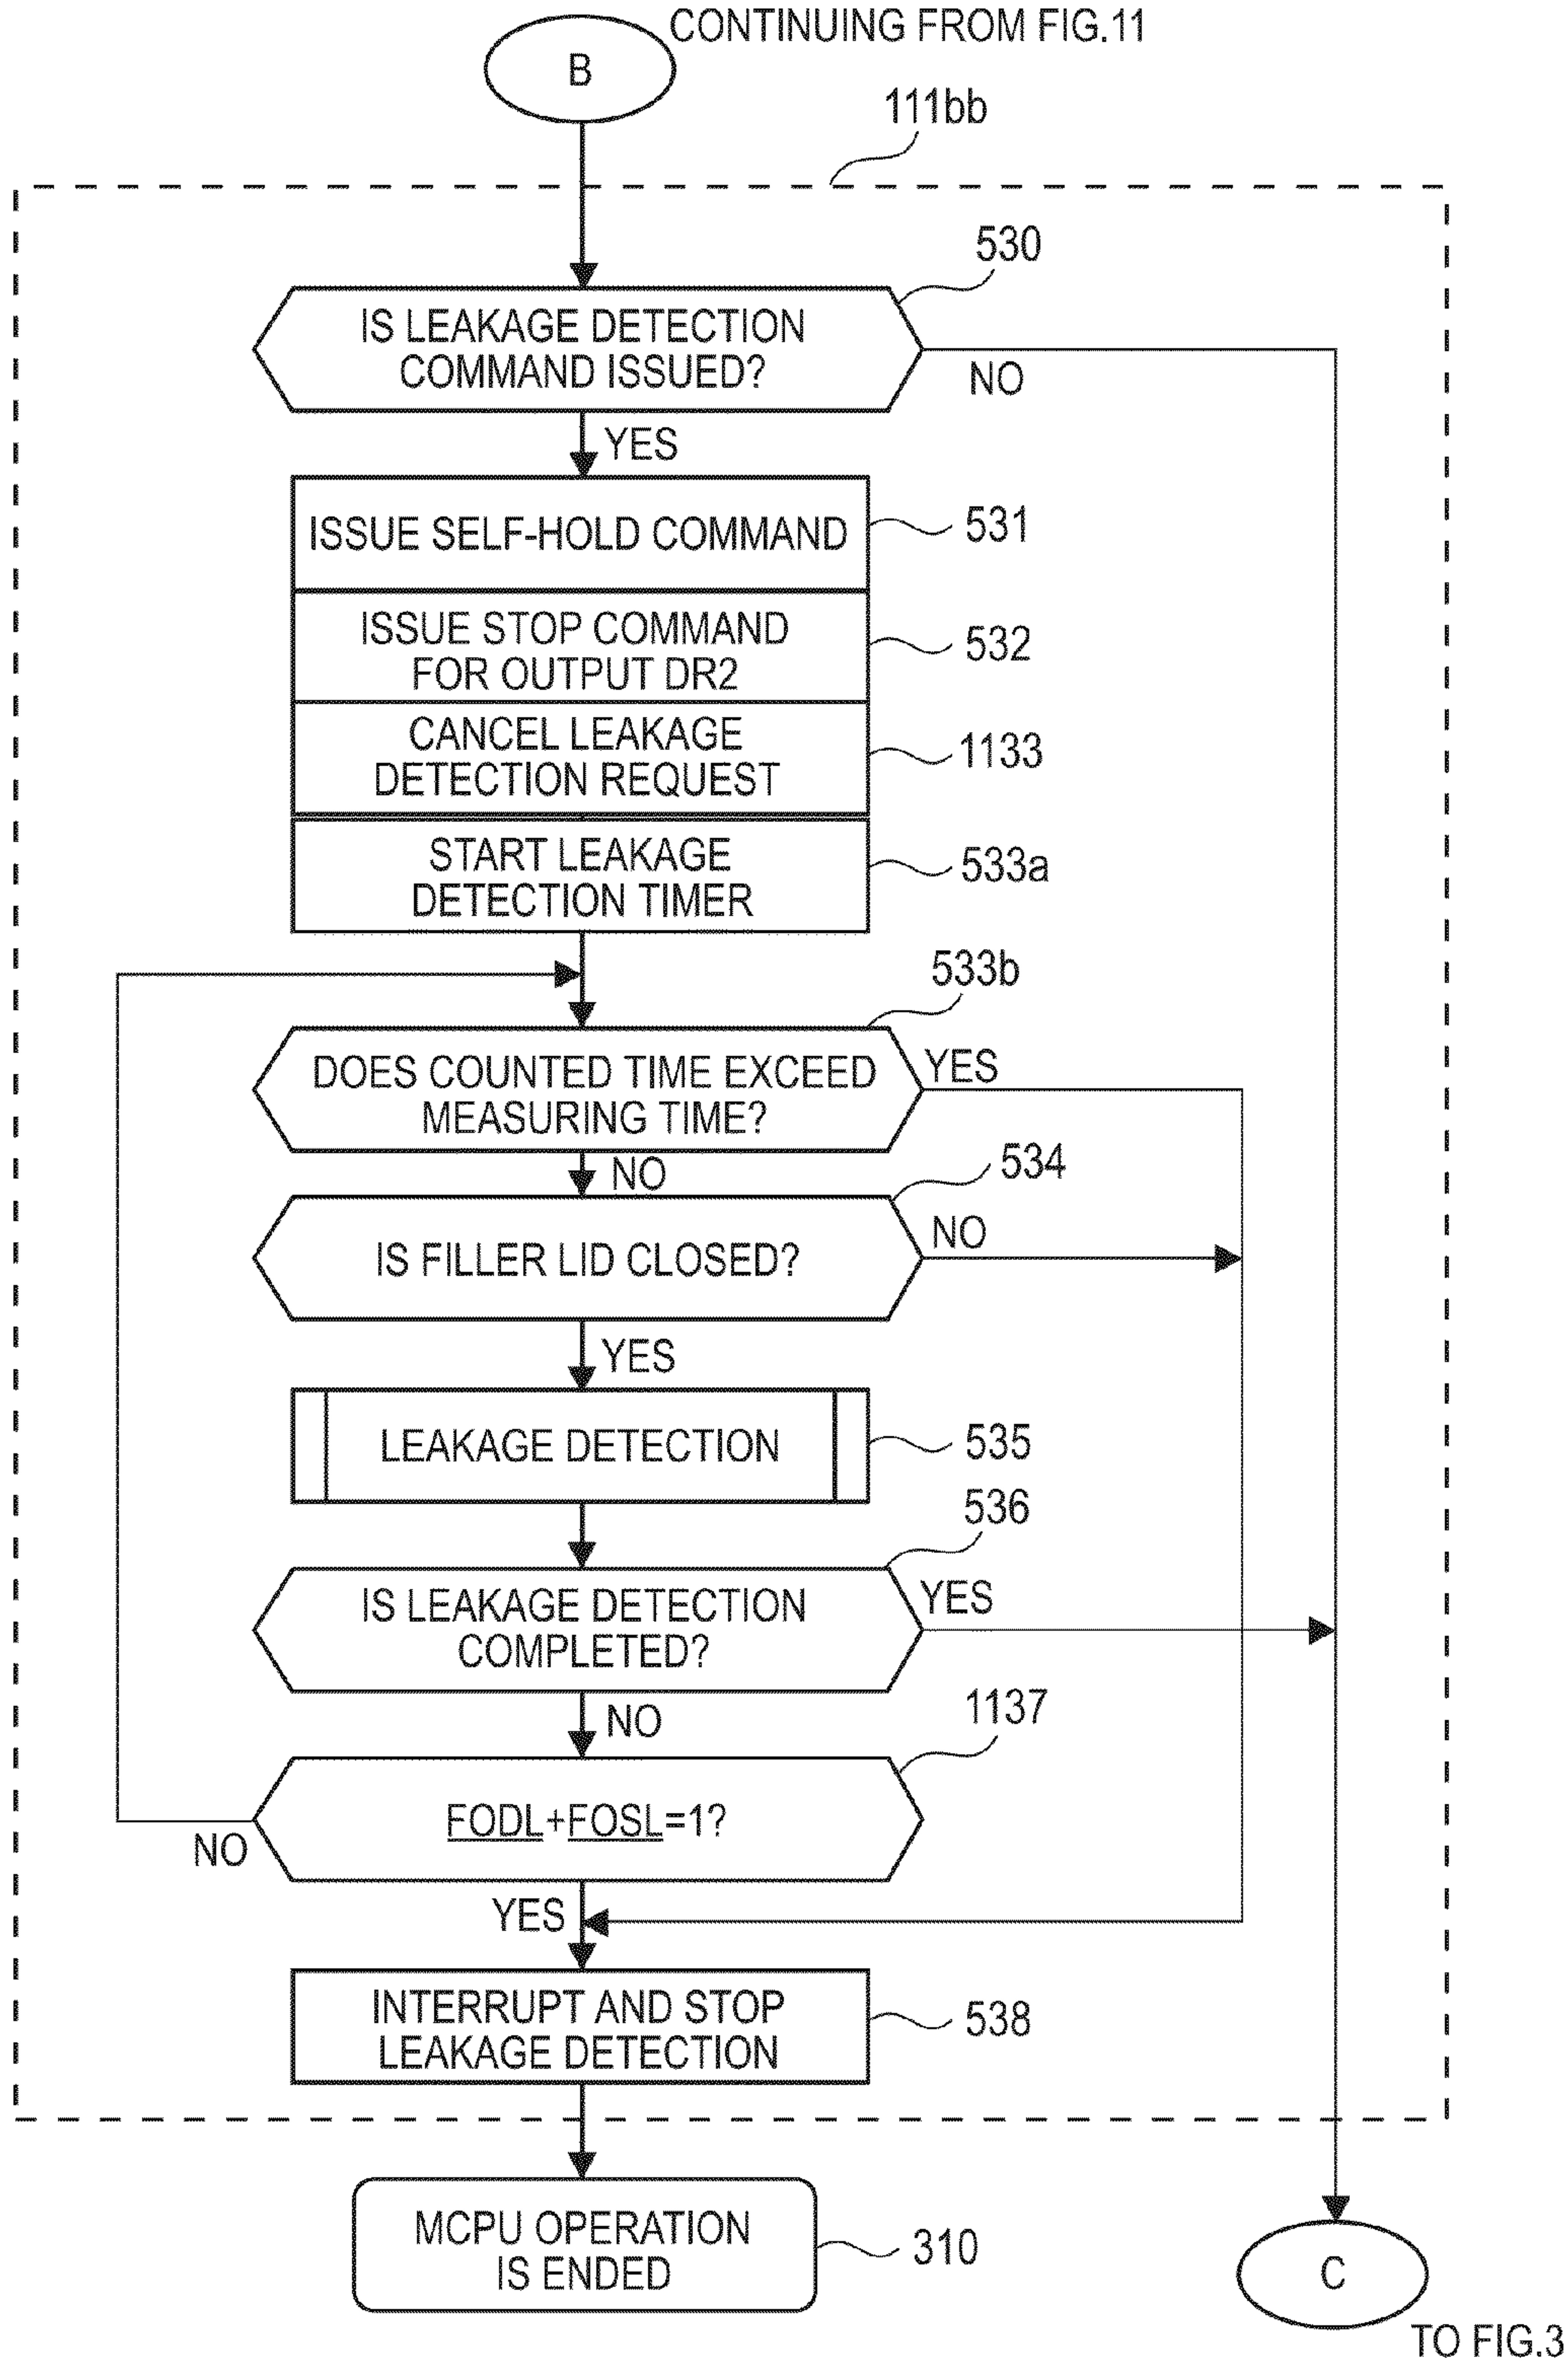 CONTINUING FROM FIG.11
B
111bb
530
IS LEAKAGE DETECTION
COMMAND ISSUED?
NO
YES
ISSUE SELF-HOLD COMMAND
531
ISSUE STOP COMMAND
FOR OUTPUT DR2
532
CANCEL LEAKAGE
DETECTION REQUEST
1133
START LEAKAGE
DETECTION TIMER
533a
533b
DOES COUNTED TIME EXCEED
MEASURING TIME?
YES
NO
534
IS FILLER LID CLOSED?
NO
YES
LEAKAGE DETECTION
535
536
IS LEAKAGE DETECTION
COMPLETED?
YES
NO
1137
FODL+FOSL=1?
NO
YES
INTERRUPT AND STOP
LEAKAGE DETECTION
538
MCPU OPERATION
IS ENDED
310
C
TO FIG.3